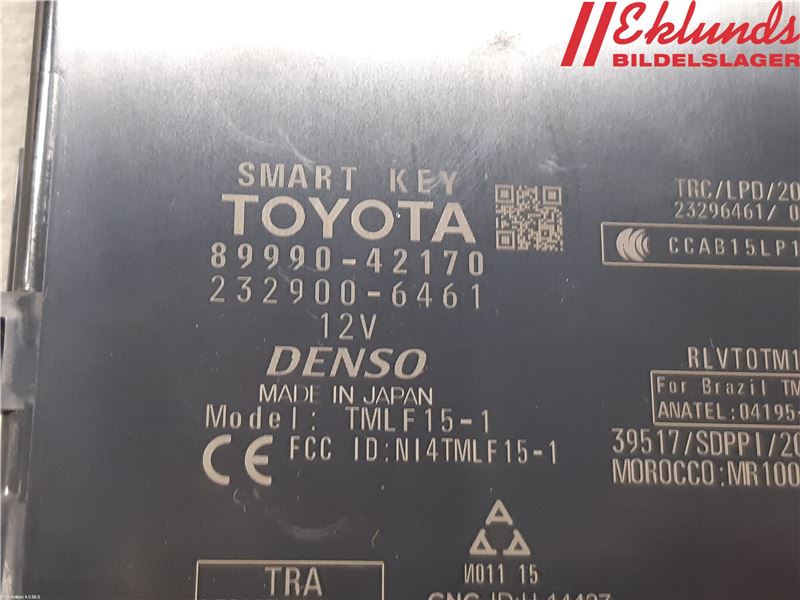 Eklunds
BILDELSLAGER
SMART KEY
TOYOTA
89990-42170
232900-6461
12V
DENSO
MADE IN JAPAN
Model: TMLF15-1
CE FCC ID:NI4TMLF15-1
TRC/LPD/20
23296461/ 0
CCAB15LP1
RLVTOTM1
For Brazil TM
ANATEL:04195-
39517/SDPPI/20
MOROCCO:MR100
И011 15
TRA